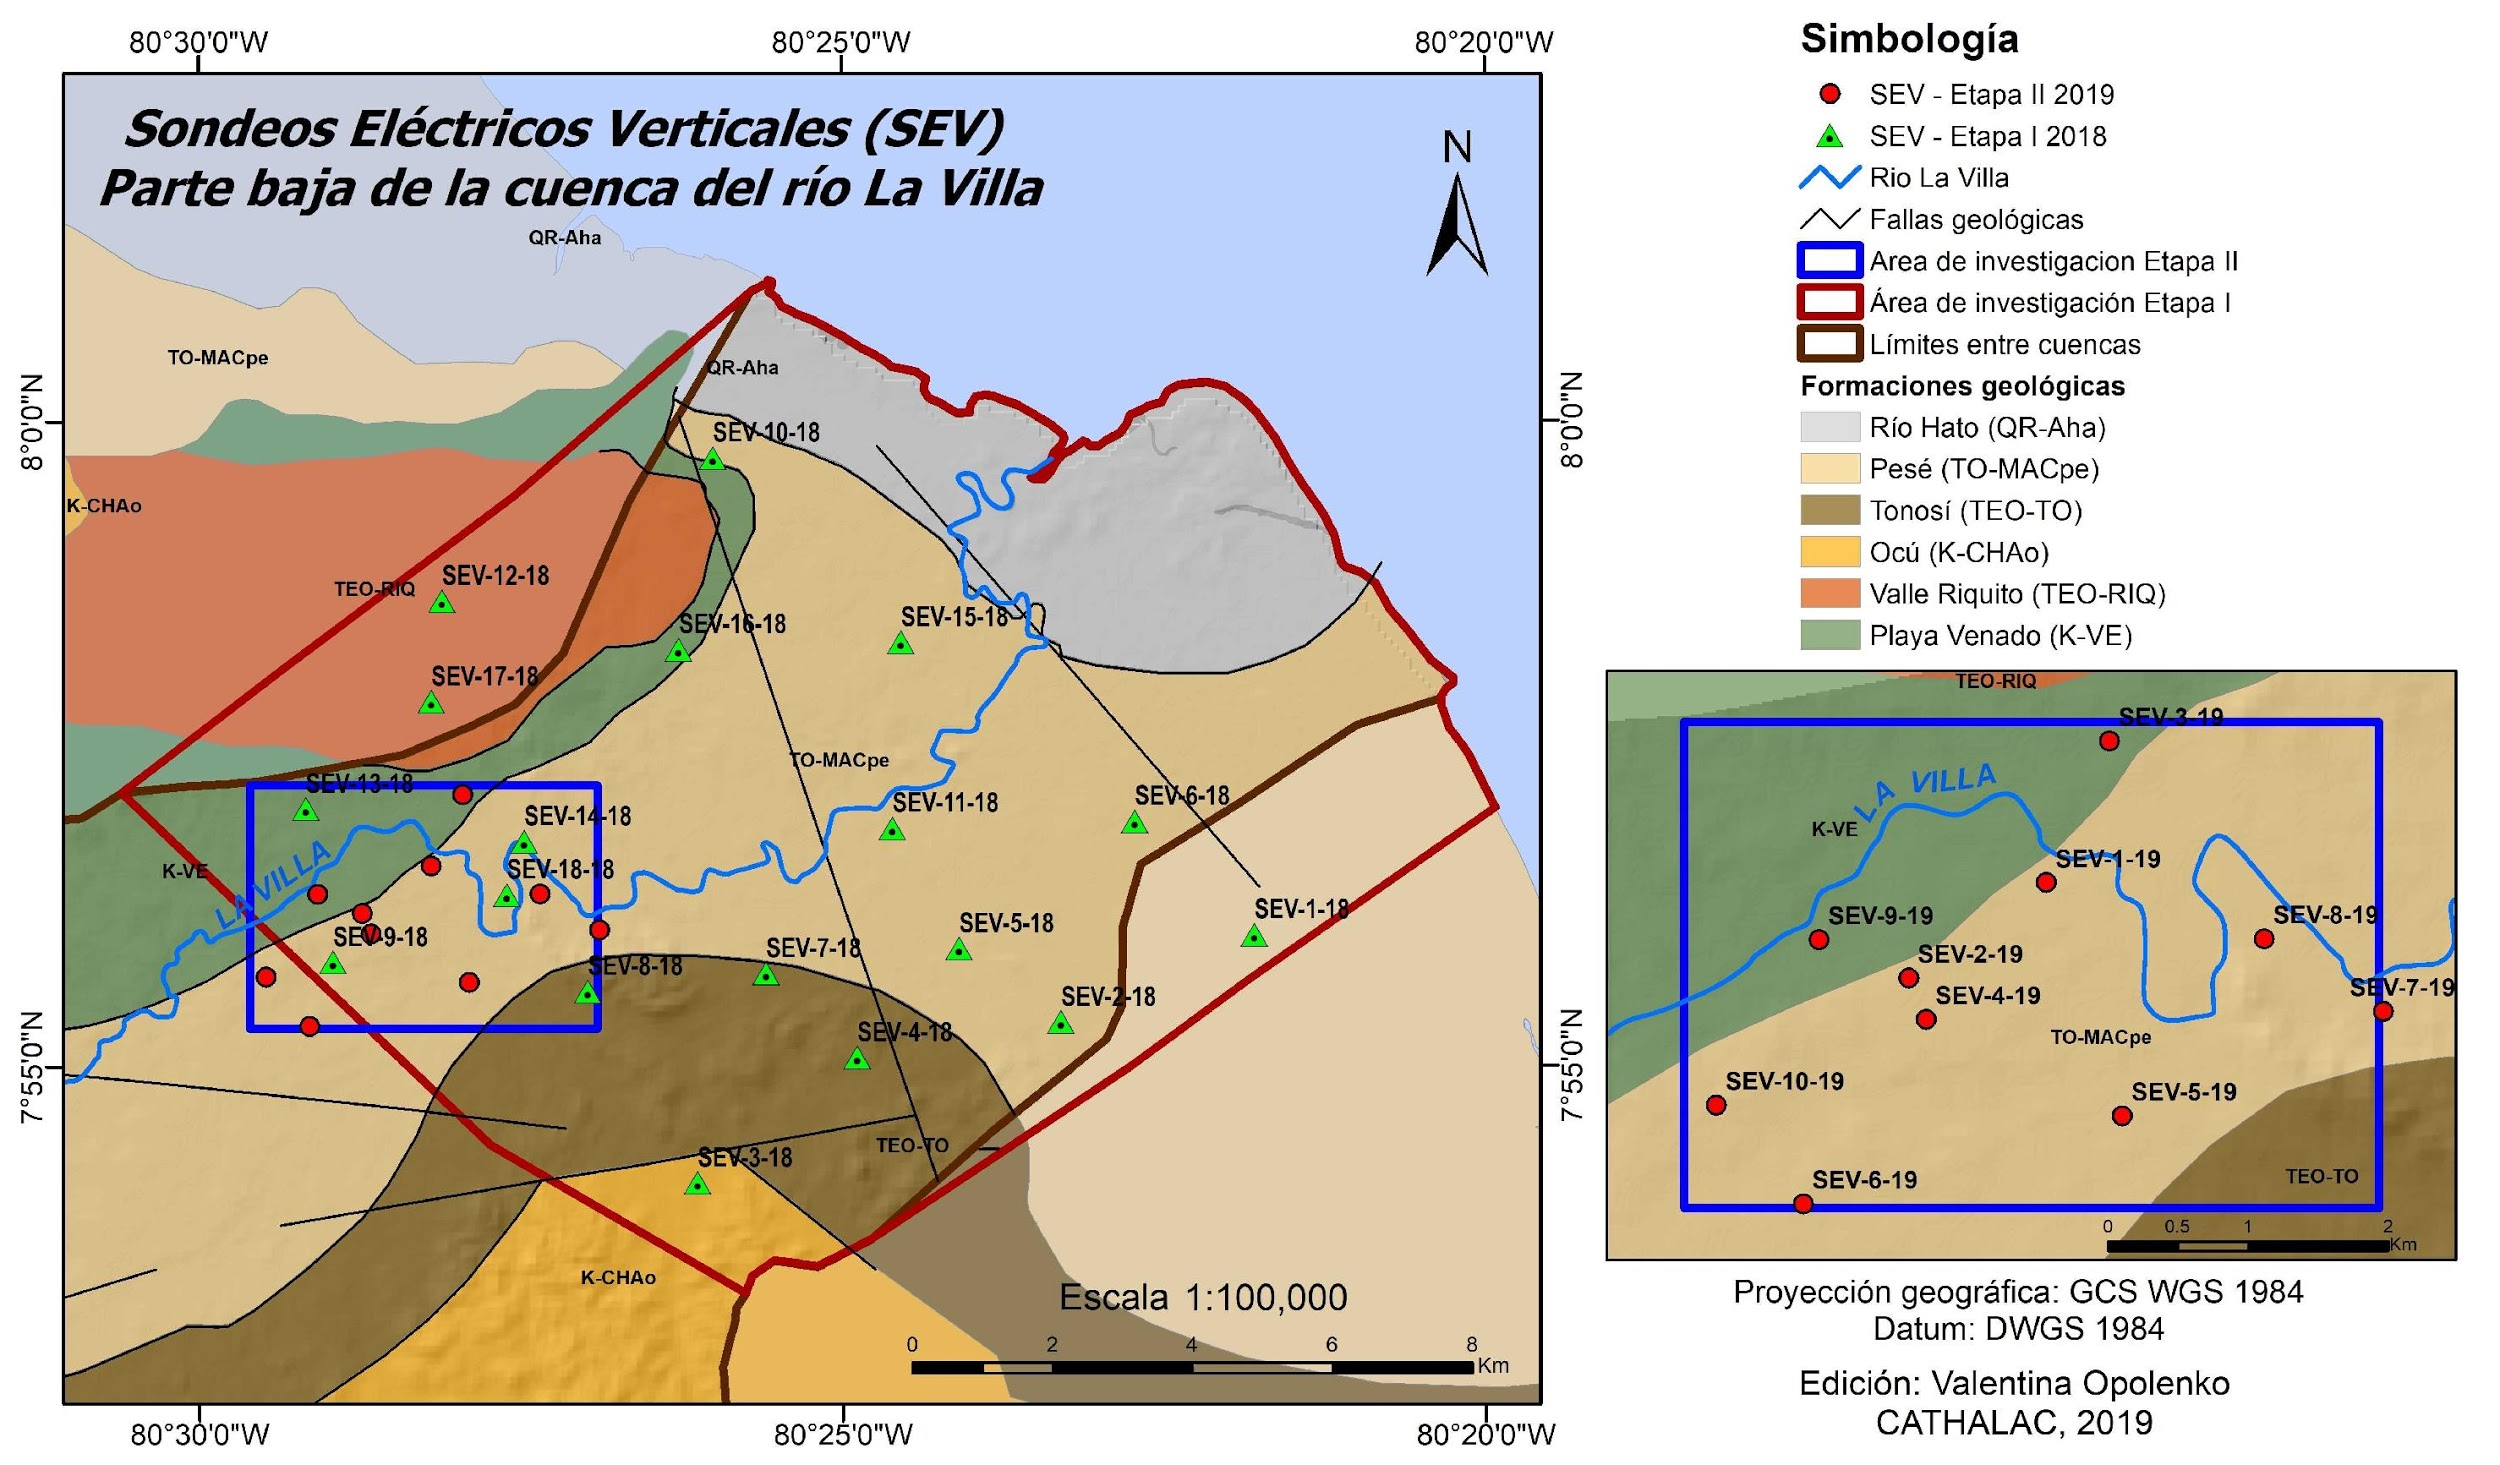 80°30'0"W
80°25'0"W
80°20'0"W
Sondeos Eléctricos Verticales (SEV)
Parte baja de la cuenca del río La Villa
N
QR-Aha
TO-MACpe
QR-Aha
8°0'0"N
8°0'0"N
SEV-10-18
K-CHAo
SEV-12-18
TEO-RIQ
SEV-16-18
SEV-15-18
SEV-17-18
TO-MACpe
SEV-13-18
SEV-14-18
SEV-11-18
SEV-6-18
K-VE
LA VILLA
SEV-18-18
SEV-9-18
SEV-5-18
SEV-1-18
SEV-7-18
SEV-8-18
SEV-2-18
SEV-4-18
7°55'0"N
7°55'0"N
TEO-TO
SEV-3-18
K-CHAo
Escala 1:100,000
0 2 4 6 8
Km
80°30'0"W
80°25'0"W
80°20'0"W
Simbología
SEV - Etapa II 2019
SEV - Etapa I 2018
Rio La Villa
Fallas geológicas
Area de investigacion Etapa II
Área de investigación Etapa I
Límites entre cuencas
Formaciones geológicas
Río Hato (QR-Aha)
Pesé (TO-MACpe)
Tonosí (TEO-TO)
Ocú (K-CHAo)
Valle Riquito (TEO-RIQ)
Playa Venado (K-VE)
TEO-RIQ
SEV-3-19
LA VILLA
K-VE
SEV-1-19
SEV-9-19
SEV-8-19
SEV-2-19
SEV-4-19
SEV-7-19
TO-MACpe
SEV-10-19
SEV-5-19
SEV-6-19
TEO-TO
0 0.5 1 2
Km
Proyección geográfica: GCS WGS 1984
Datum: DWGS 1984
Edición: Valentina Opolenko
CATHALAC, 2019